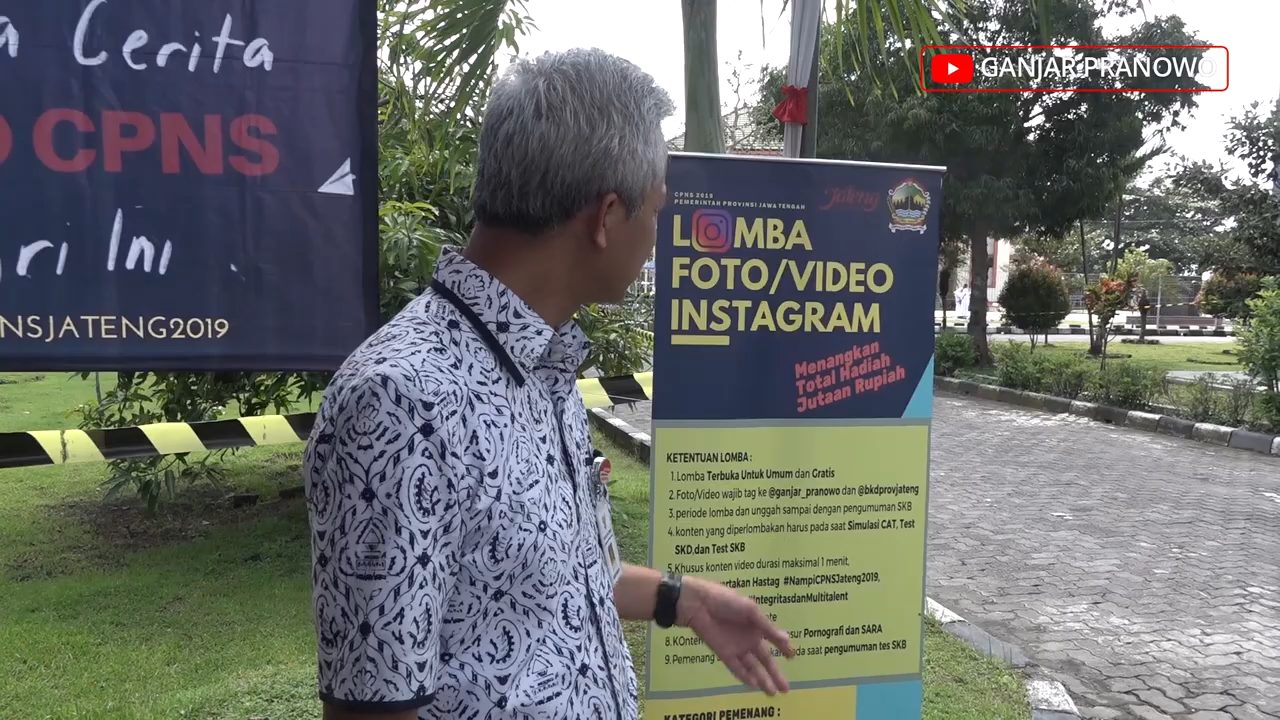 GANJAR PRANOWO
Cerita
CPNS
ri Ini
NSJATENG2019
CPNS 2019
PEMERINTAH PROVINSI JAWA TENGAH
Jateng
LOMBA
FOTO/VIDEO
INSTAGRAM
Menangkan
Total Hadiah
Jutaan Rupiah
KETENTUAN LOMBA :
1. Lomba Terbuka Untuk Umum dan Gratis
2. Foto/Video wajib tag ke @ganjar_pranowo dan @bkdprovjateng
3. periode lomba dan unggah sampai dengan pengumuman SKB
4. konten yang diperlombakan harus pada saat Simulasi CAT, Test
SKD,dan Test SKB
5. Khusus konten video durasi maksimal 1 menit,
artakan Hastag #NampiCPNSJateng2019,
#IntegritasdanMultitalent
8. KOnten sur Pornografi dan SARA
9. Pemenang kan pada saat pengumuman tes SKB
KATEGORI PEMENANG :